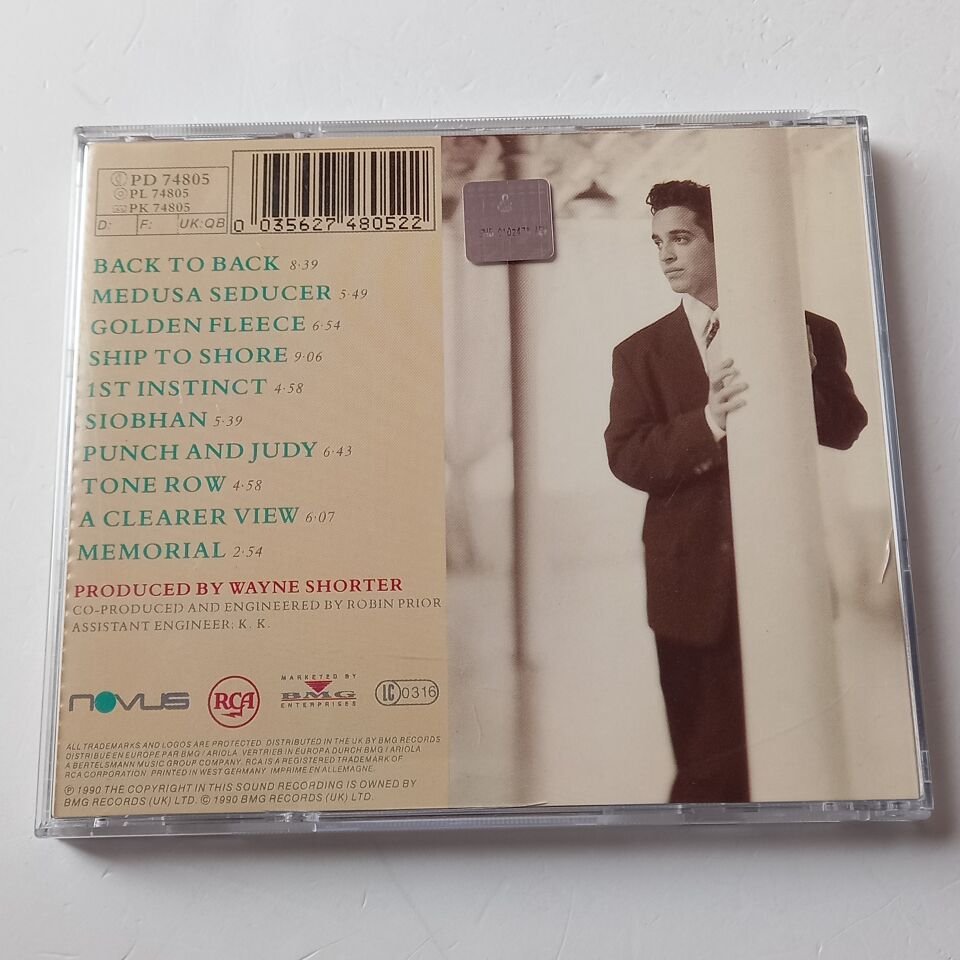 PD 74805
PL 74805
PK 74805
D: F: UK:QB
0 035627 480522
BACK TO BACK 8·39
MEDUSA SEDUCER 5·49
GOLDEN FLEECE 6·54
SHIP TO SHORE 9·06
1ST INSTINCT 4·58
SIOBHAN 5·39
PUNCH AND JUDY 6·43
TONE ROW 4·58
A CLEARER VIEW 6·07
MEMORIAL 2·54
PRODUCED BY WAYNE SHORTER
CO-PRODUCED AND ENGINEERED BY ROBIN PRIOR
ASSISTANT ENGINEER: K. K.
NOVUS
RCA
MARKETED BY
BMG
ENTERPRISES
LC 0316
ALL TRADEMARKS AND LOGOS ARE PROTECTED. DISTRIBUTED IN THE UK BY BMG RECORDS
DISTRIBUE EN EUROPE PAR BMG / ARIOLA. VERTRIEB IN EUROPA DURCH BMG / ARIOLA
A BERTELSMANN MUSIC GROUP COMPANY. RCA IS A REGISTERED TRADEMARK OF
RCA CORPORATION. PRINTED IN WEST GERMANY. IMPRIME EN ALLEMAGNE.
℗ 1990 THE COPYRIGHT IN THIS SOUND RECORDING IS OWNED BY
BMG RECORDS (UK) LTD. © 1990 BMG RECORDS (UK) LTD.